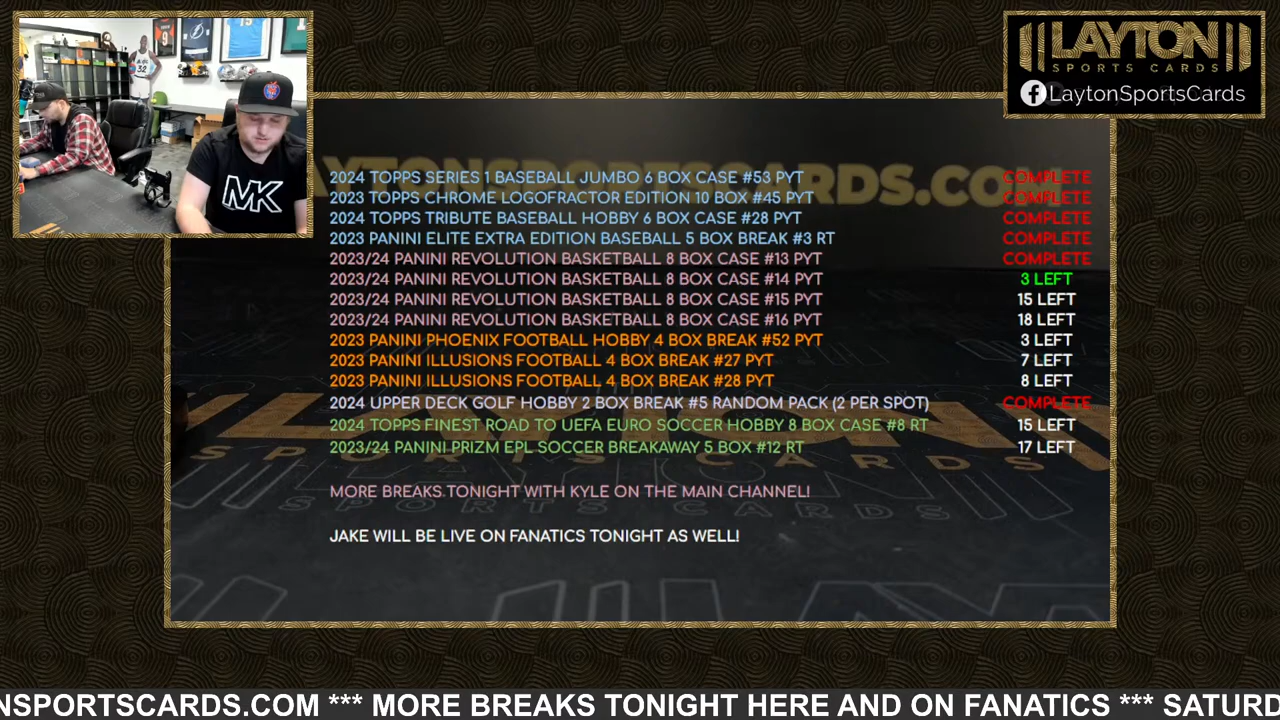 LAYTON
SPORTS CARDS
LaytonSportsCards
MK
2024 TOPPS SERIES 1 BASEBALL JUMBO 6 BOX CASE #53 PYT COMPLETE
2023 TOPPS CHROME LOGOFRACTOR EDITION 10 BOX #45 PYT COMPLETE
2024 TOPPS TRIBUTE BASEBALL HOBBY 6 BOX CASE #28 PYT COMPLETE
2023 PANINI ELITE EXTRA EDITION BASEBALL 5 BOX BREAK #3 RT COMPLETE
2023/24 PANINI REVOLUTION BASKETBALL 8 BOX CASE #13 PYT COMPLETE
2023/24 PANINI REVOLUTION BASKETBALL 8 BOX CASE #14 PYT 3 LEFT
2023/24 PANINI REVOLUTION BASKETBALL 8 BOX CASE #15 PYT 15 LEFT
2023/24 PANINI REVOLUTION BASKETBALL 8 BOX CASE #16 PYT 18 LEFT
2023 PANINI PHOENIX FOOTBALL HOBBY 4 BOX BREAK #52 PYT 3 LEFT
2023 PANINI ILLUSIONS FOOTBALL 4 BOX BREAK #27 PYT 7 LEFT
2023 PANINI ILLUSIONS FOOTBALL 4 BOX BREAK #28 PYT 8 LEFT
2024 UPPER DECK GOLF HOBBY 2 BOX BREAK #5 RANDOM PACK (2 PER SPOT) COMPLETE
2024 TOPPS FINEST ROAD TO UEFA EURO SOCCER HOBBY 8 BOX CASE #8 RT 15 LEFT
2023/24 PANINI PRIZM EPL SOCCER BREAKAWAY 5 BOX #12 RT 17 LEFT
MORE BREAKS TONIGHT WITH KYLE ON THE MAIN CHANNEL!
JAKE WILL BE LIVE ON FANATICS TONIGHT AS WELL!
NSPORTSCARDS.COM *** MORE BREAKS TONIGHT HERE AND ON FANATICS *** SATURD